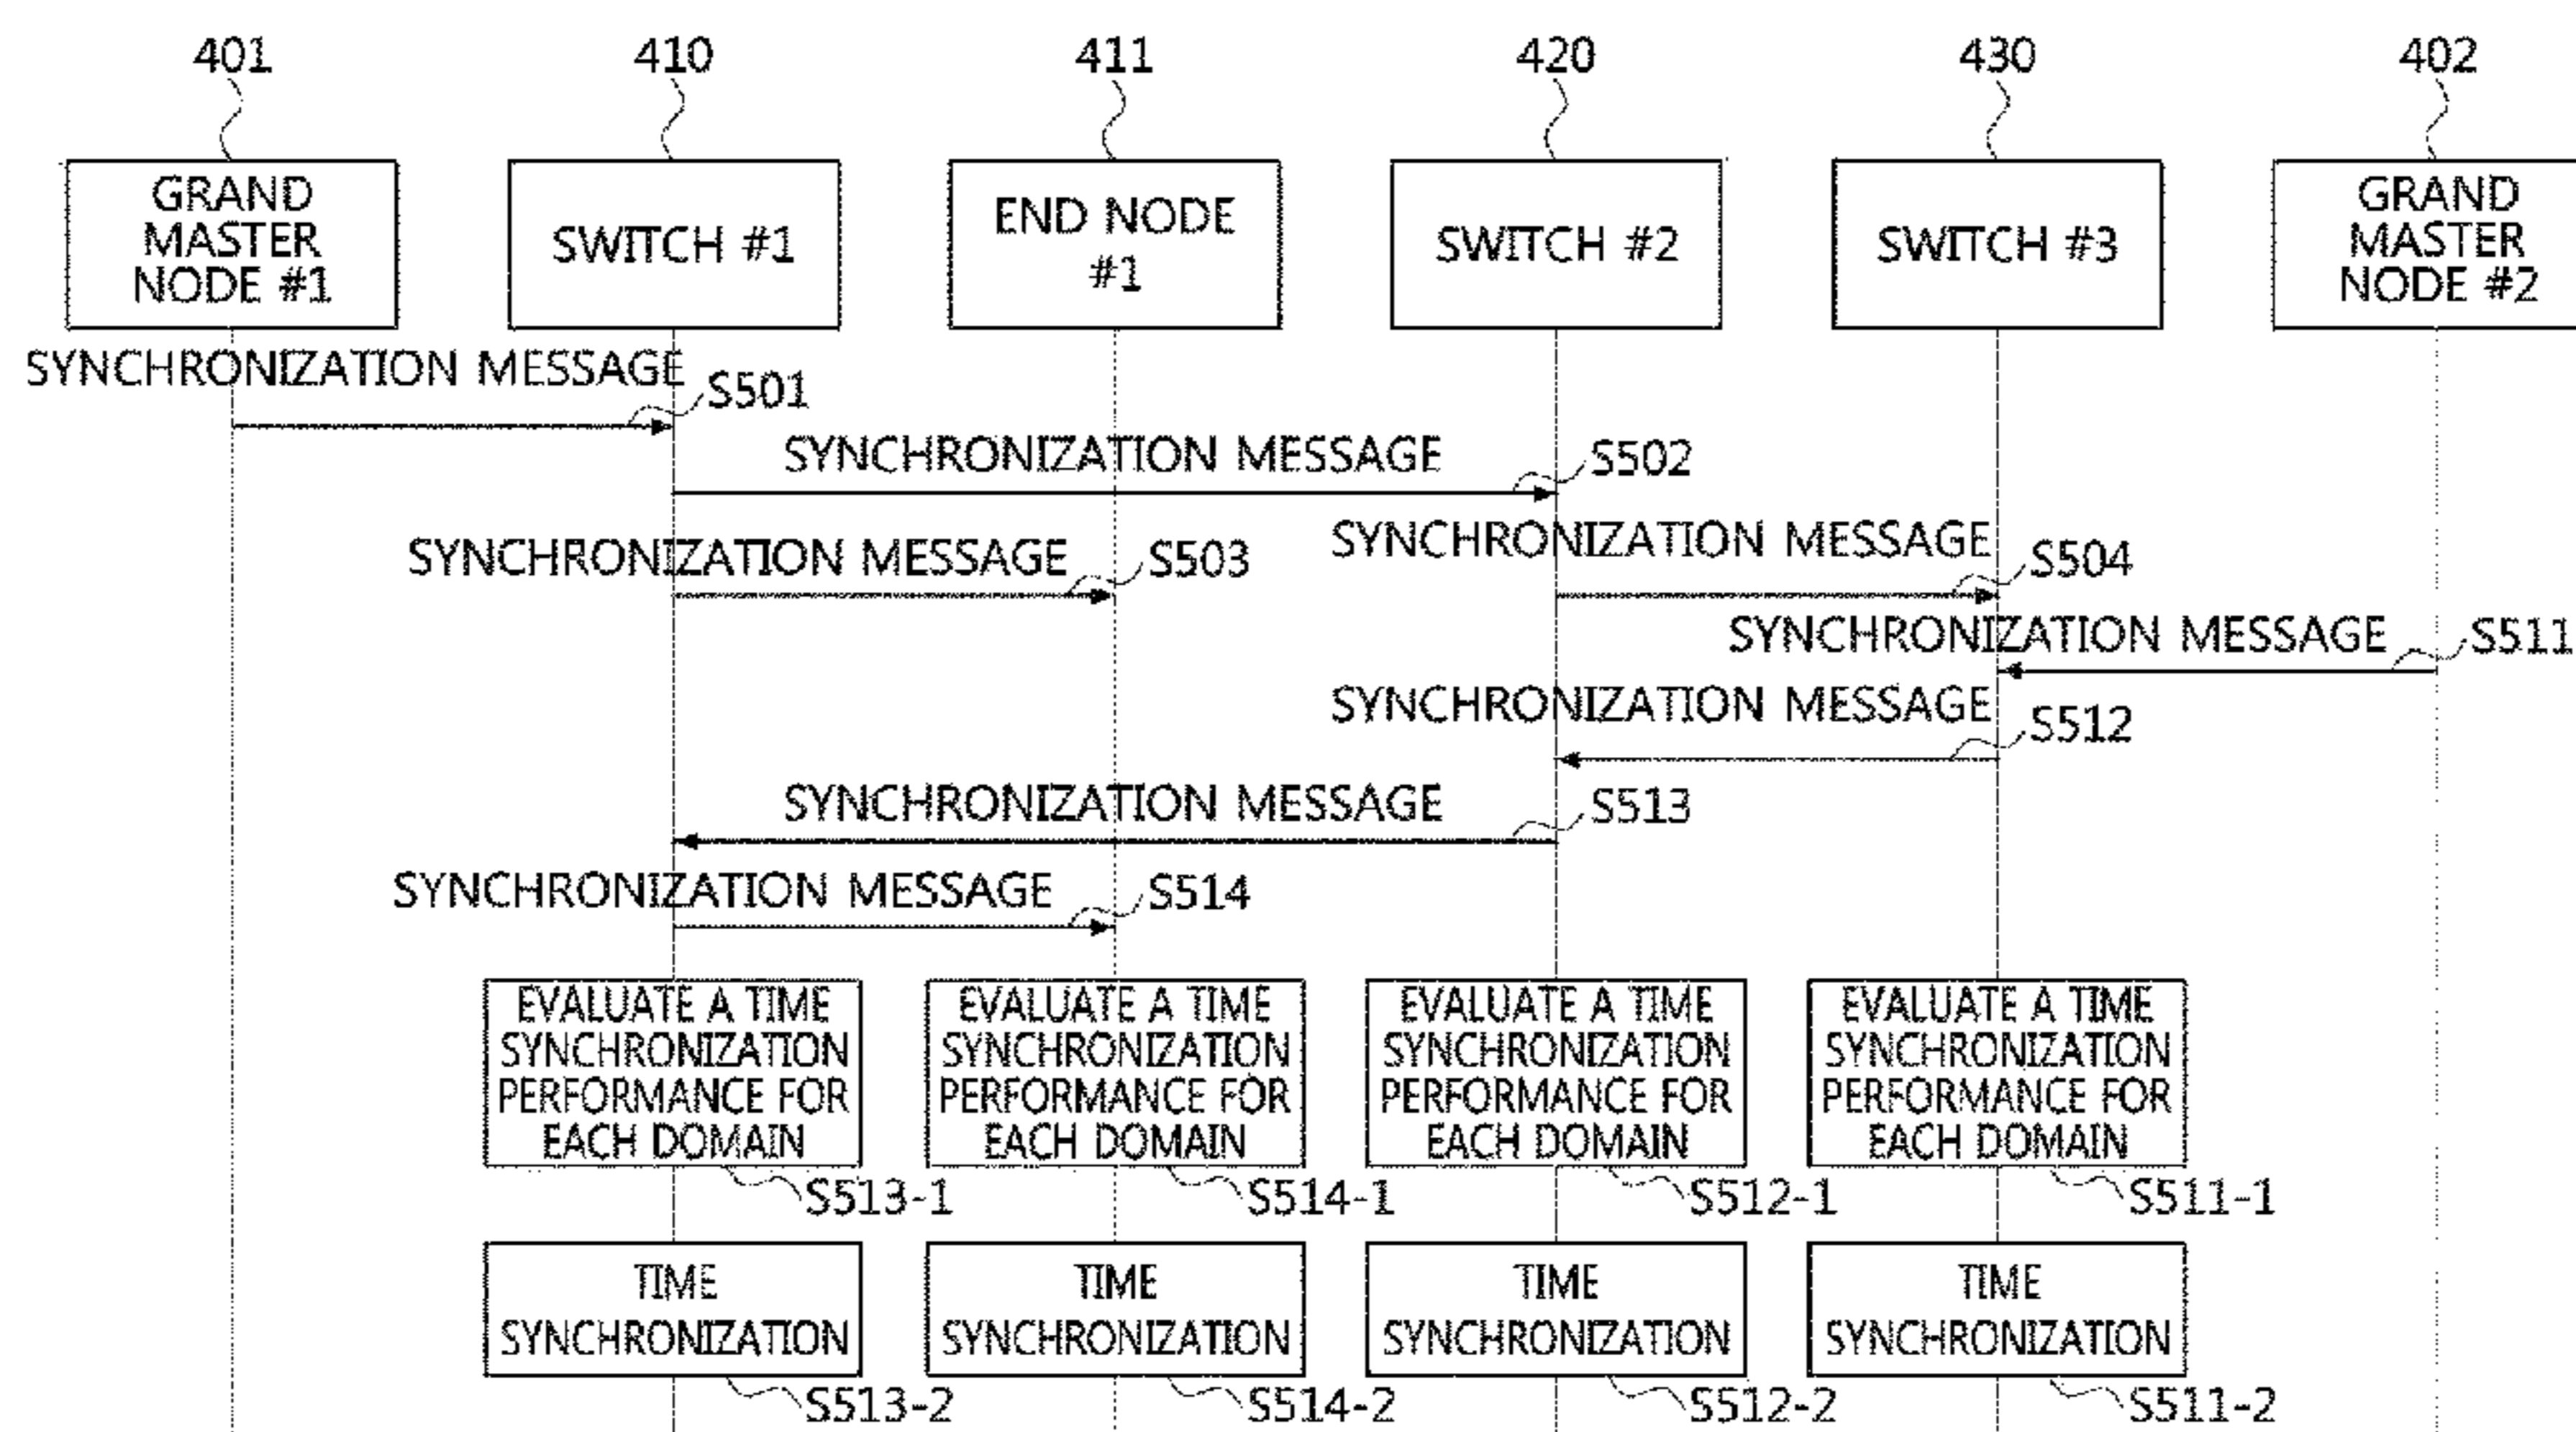 401
410
411
420
430
402
GRAND
MASTER
NODE #1
SWITCH #1
END NODE
#1
SWITCH #2
SWITCH #3
GRAND
MASTER
NODE #2
SYNCHRONIZATION MESSAGE
S501
SYNCHRONIZATION MESSAGE
S502
SYNCHRONIZATION MESSAGE
S503
SYNCHRONIZATION MESSAGE
S504
SYNCHRONIZATION MESSAGE
S511
SYNCHRONIZATION MESSAGE
S512
SYNCHRONIZATION MESSAGE
S513
SYNCHRONIZATION MESSAGE
S514
EVALUATE A TIME
SYNCHRONIZATION
PERFORMANCE FOR
EACH DOMAIN
S513-1
EVALUATE A TIME
SYNCHRONIZATION
PERFORMANCE FOR
EACH DOMAIN
S514-1
EVALUATE A TIME
SYNCHRONIZATION
PERFORMANCE FOR
EACH DOMAIN
S512-1
EVALUATE A TIME
SYNCHRONIZATION
PERFORMANCE FOR
EACH DOMAIN
S511-1
TIME
SYNCHRONIZATION
S513-2
TIME
SYNCHRONIZATION
S514-2
TIME
SYNCHRONIZATION
S512-2
TIME
SYNCHRONIZATION
S511-2